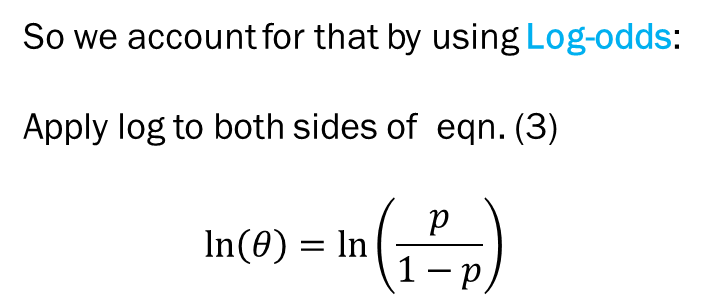 So we account for that by using Log-odds:
Apply log to both sides of eqn. (3)
ln(θ) = ln(p / (1 − p))